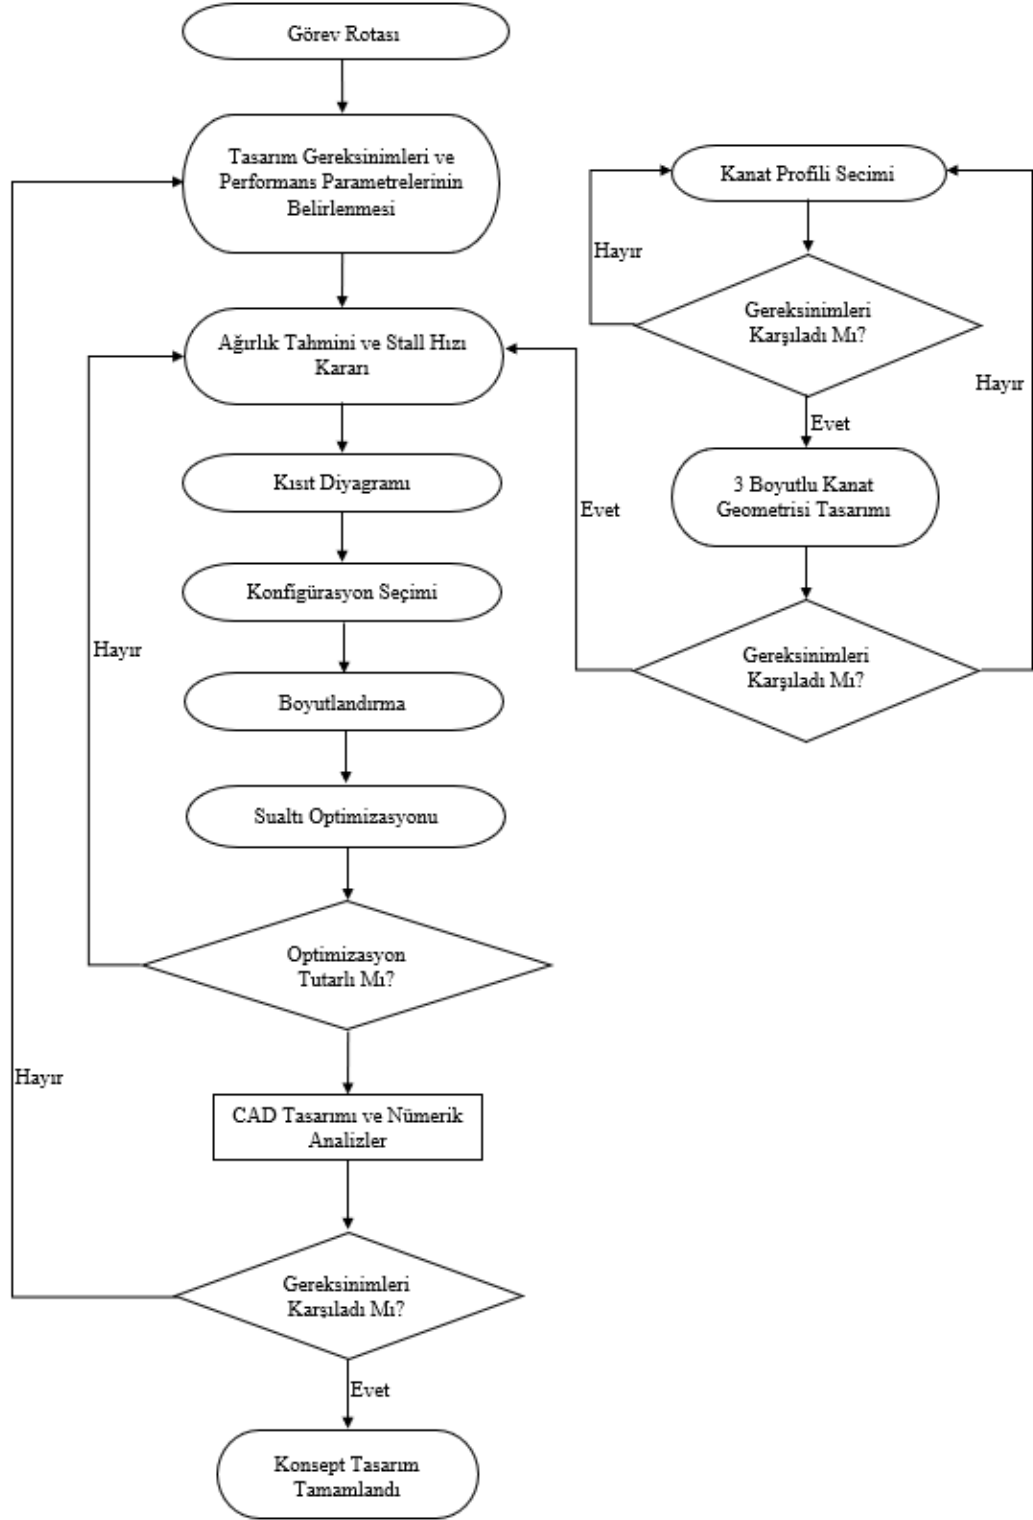 Görev Rotası
Tasarım Gereksinimleri ve
Performans Parametrelerinin
Belirlenmesi
Ağırlık Tahmini ve Stall Hızı
Kararı
Kısıt Diyagramı
Konfigürasyon Seçimi
Hayır
Boyutlandırma
Sualtı Optimizasyonu
Optimizasyon
Tutarlı Mı?
Hayır
CAD Tasarımı ve Nümerik
Analizler
Gereksinimleri
Karşıladı Mı?
Evet
Konsept Tasarım
Tamamlandı
Kanat Profili Secimi
Hayır
Gereksinimleri
Karşıladı Mı?
Hayır
Evet
3 Boyutlu Kanat
Geometrisi Tasarımı
Evet
Gereksinimleri
Karşıladı Mı?